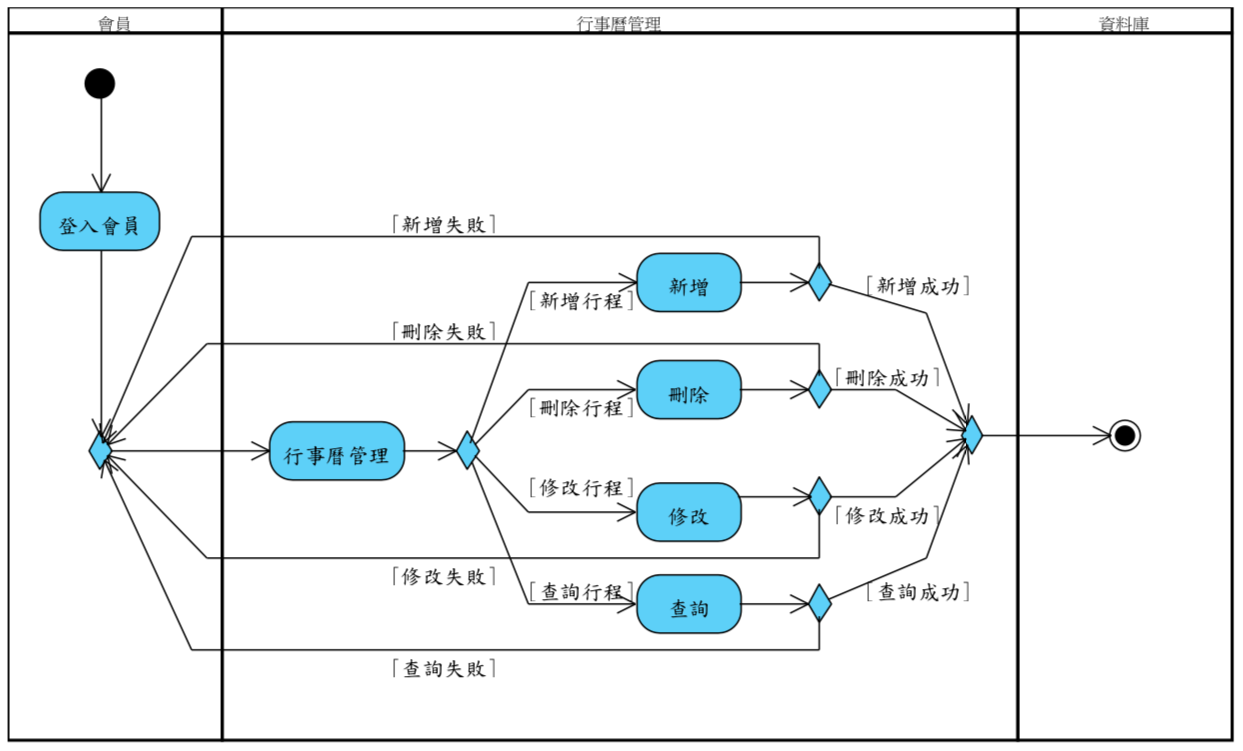 會員
行事曆管理
資料庫
登入會員
「新增失敗」
新增
「新增行程」
「新增成功」
「刪除失敗」
刪除
「刪除行程」
「刪除成功」
行事曆管理
「修改行程」
修改
「修改成功」
「修改失敗」
「查詢行程」
查詢
「查詢成功」
「查詢失敗」